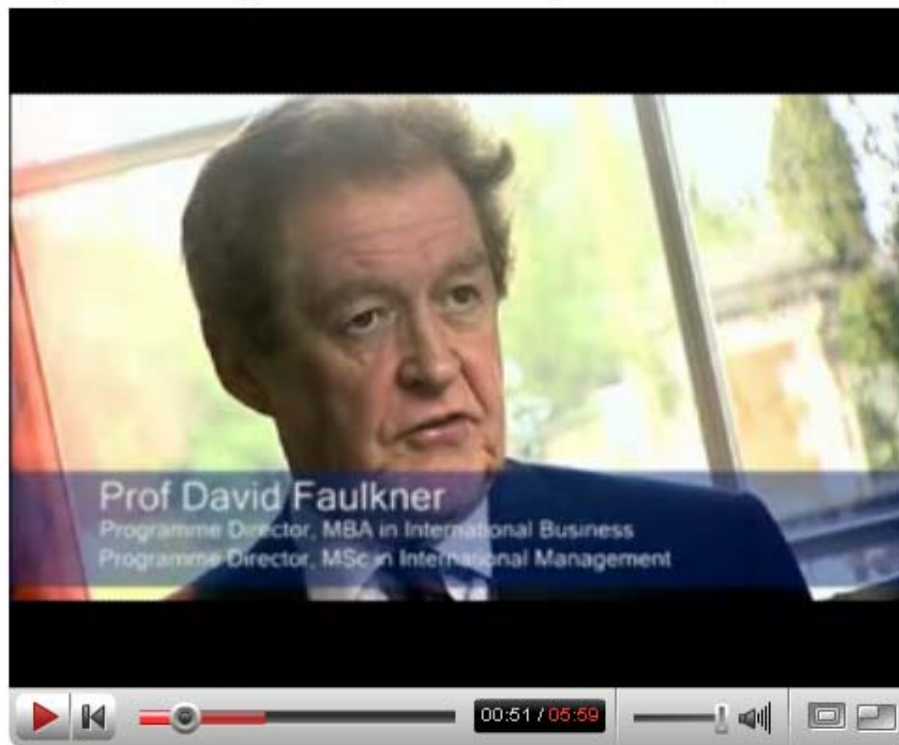 Prof David Faulkner
Programme Director, MBA in International Business
Programme Director, MSc in International Management
00:51 / 05:59